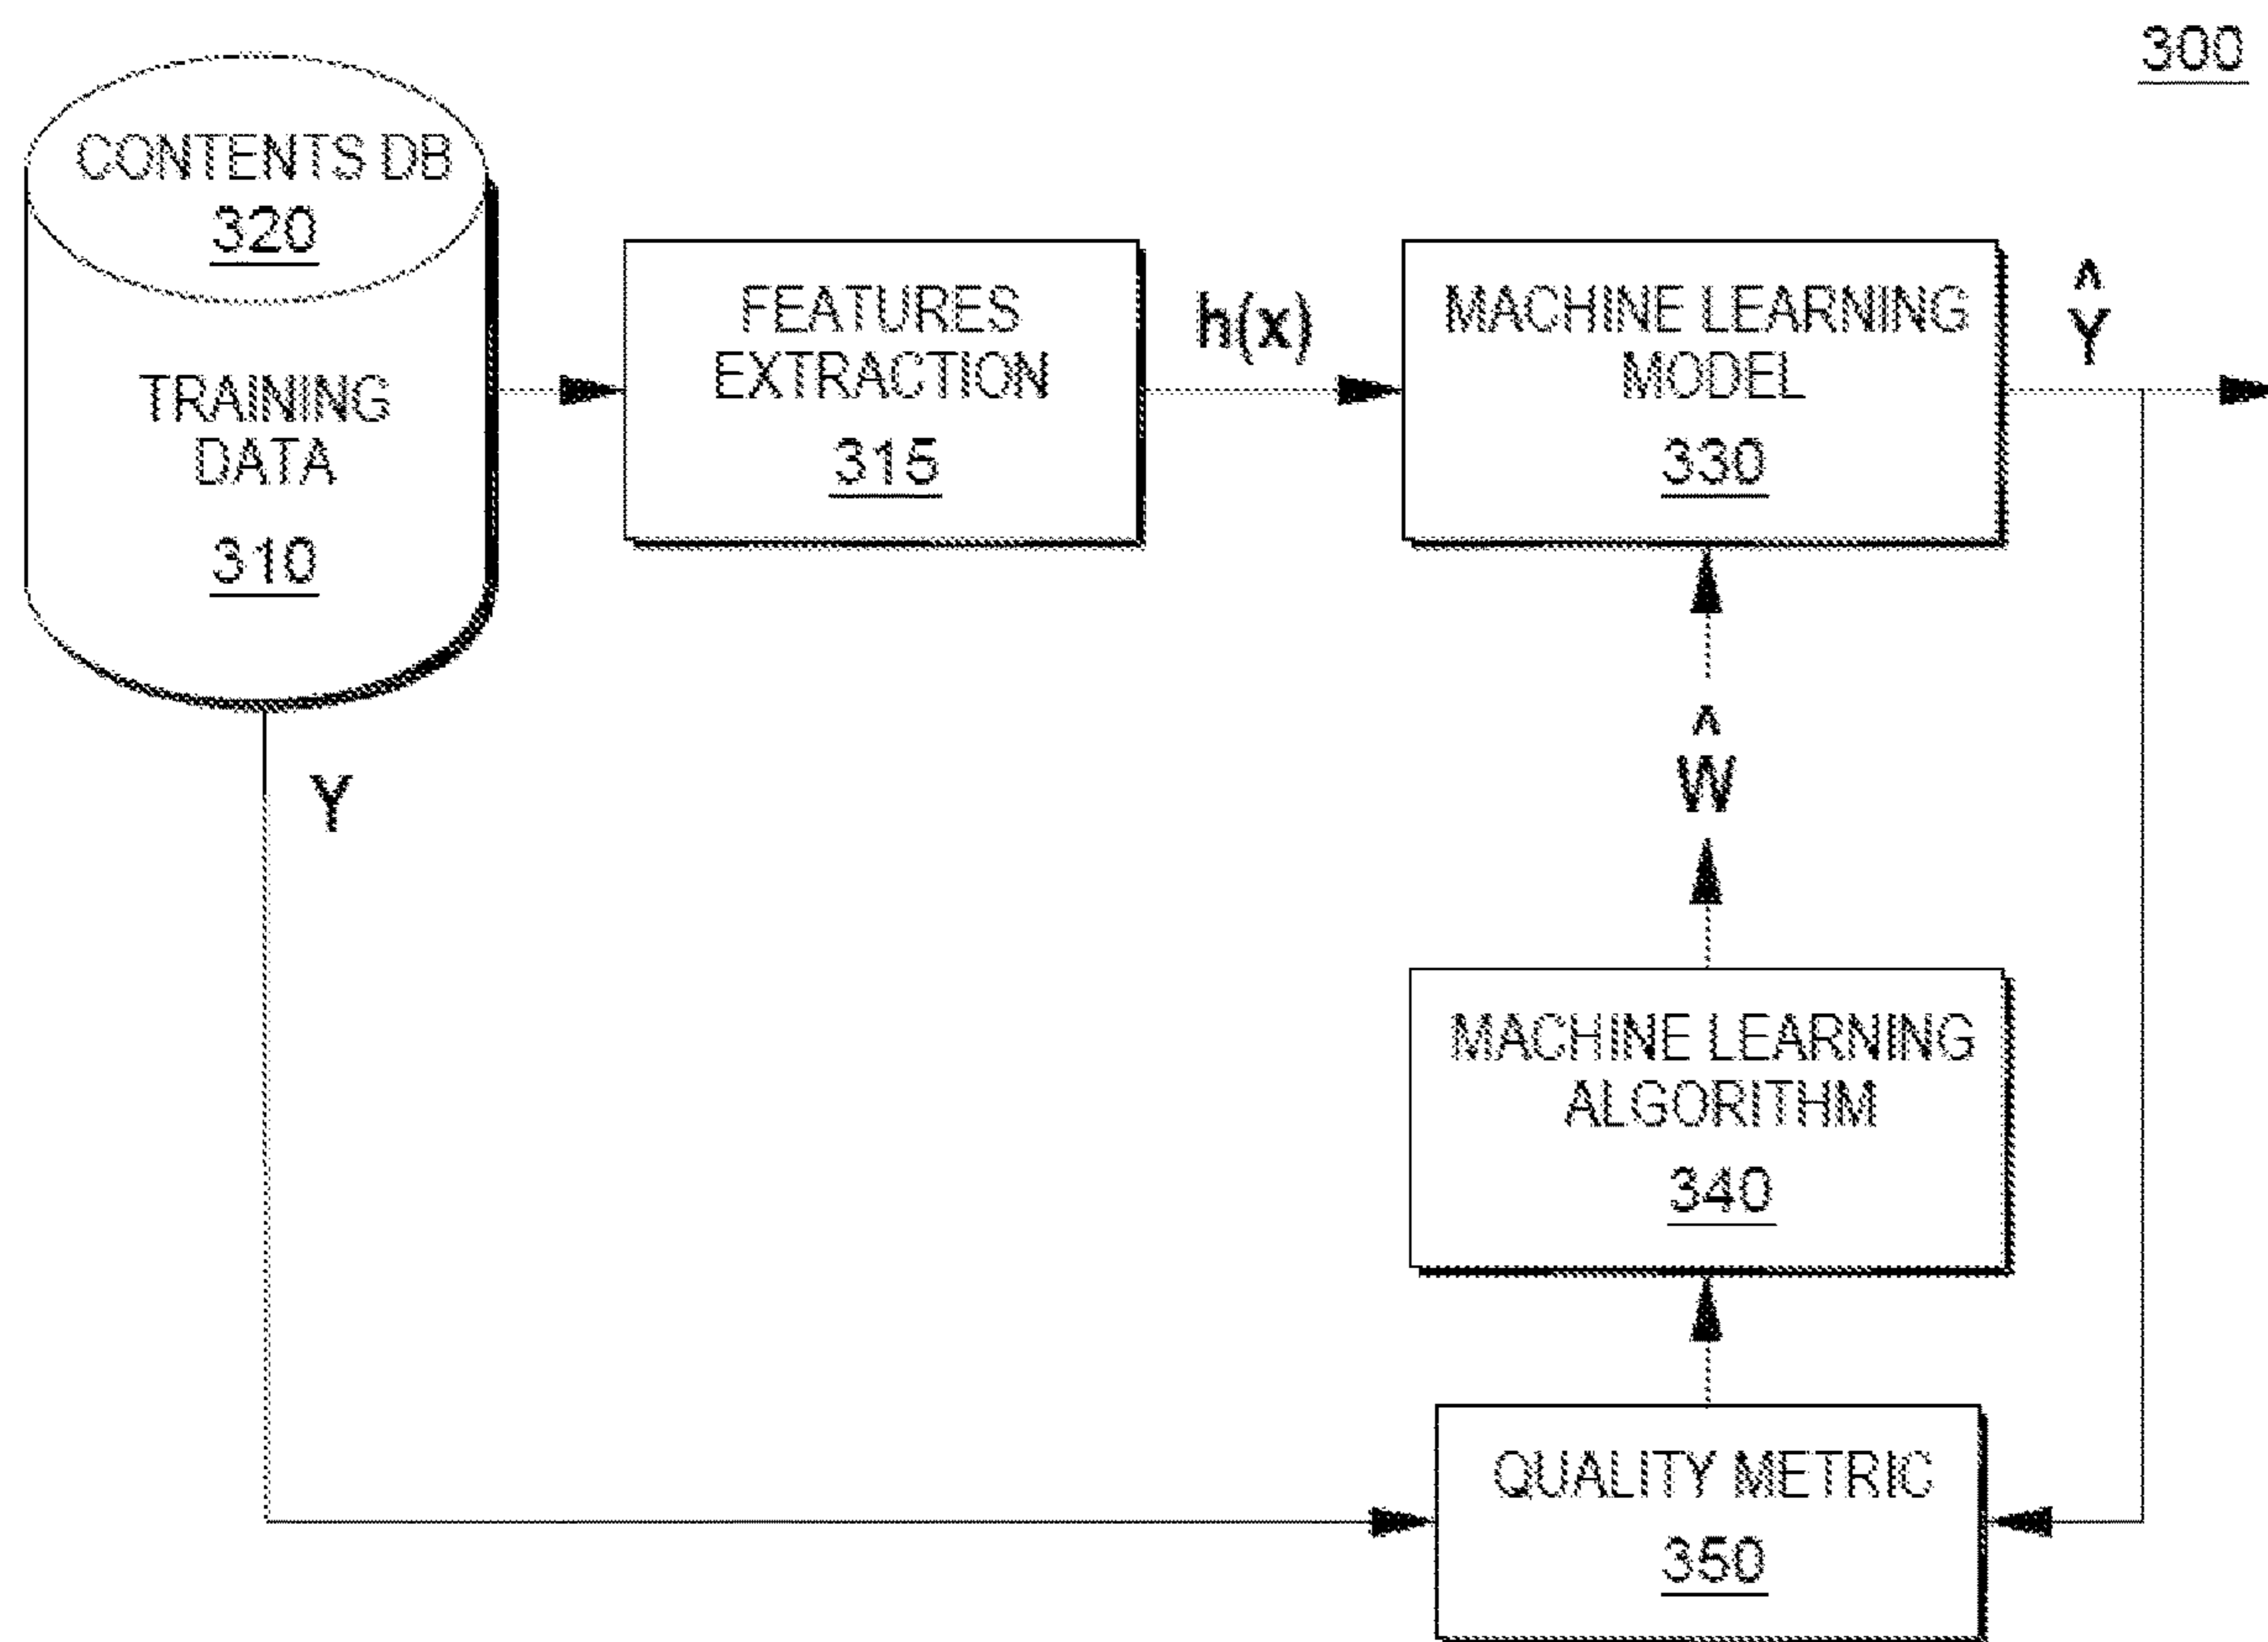 300
CONTENTS DB
320
TRAINING
DATA
310
FEATURES
EXTRACTION
315
h(x)
MACHINE LEARNING
MODEL
330
Ŷ
Ŵ
Y
MACHINE LEARNING
ALGORITHM
340
QUALITY METRIC
350